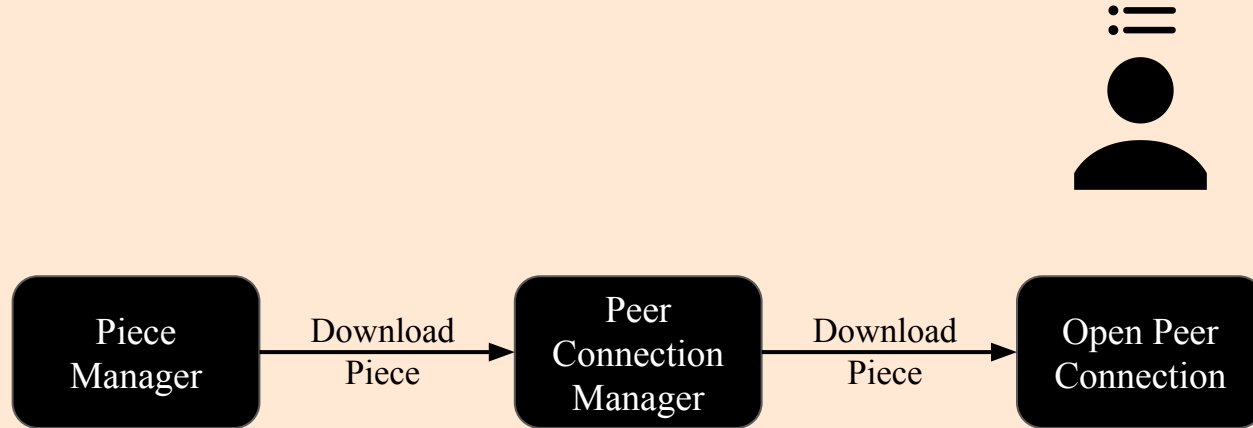 Piece
Manager
Download
Piece
Peer
Connection
Manager
Download
Piece
Open Peer
Connection